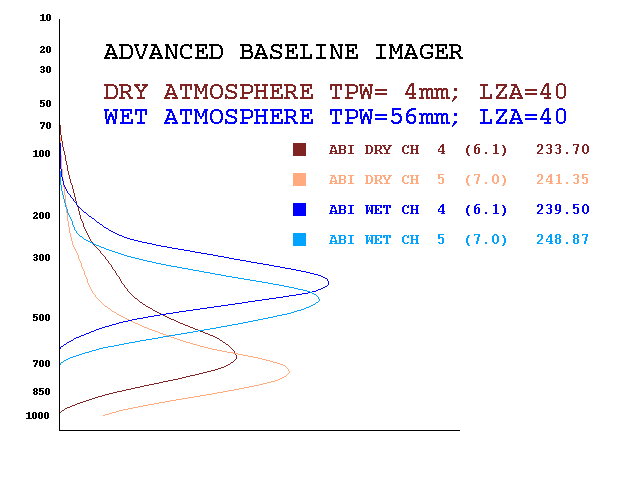 10
20
ADVANCED BASELINE IMAGER
30
DRY ATMOSPHERE TPW= 4mm; LZA=40
50
WET ATMOSPHERE TPW=56mm; LZA=40
70
100
ABI DRY CH 4 (6.1) 233.70
ABI DRY CH 5 (7.0) 241.35
200
ABI WET CH 4 (6.1) 239.50
ABI WET CH 5 (7.0) 248.87
300
500
700
850
1000